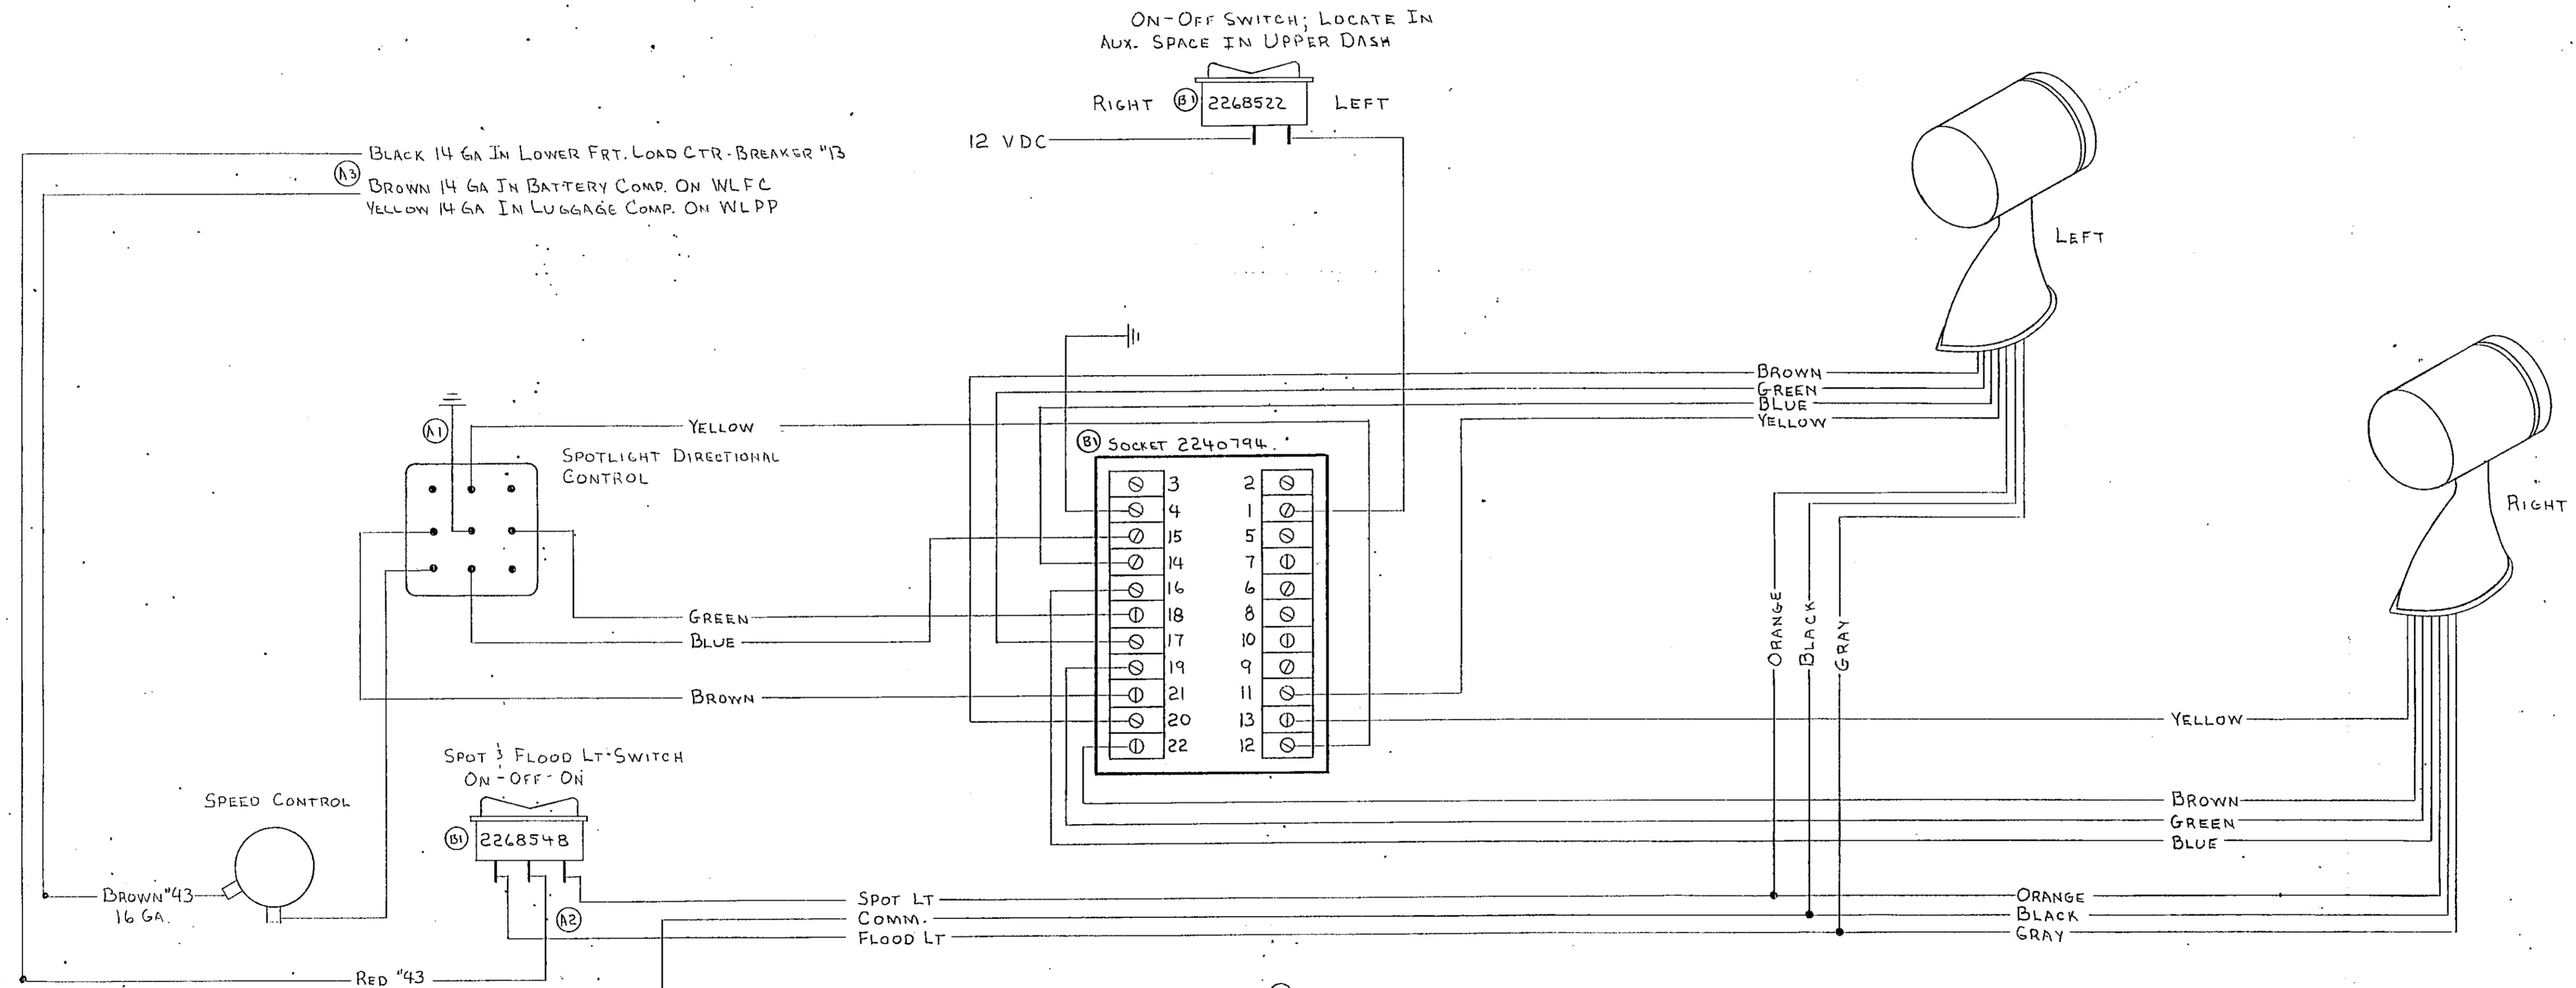 ON-OFF SWITCH; LOCATE IN
AUX. SPACE IN UPPER DASH
RIGHT B1 2268522 LEFT
12 VDC
BLACK 14 GA IN LOWER FRT. LOAD CTR-BREAKER "13
A3
BROWN 14 GA IN BATTERY COMP. ON WLFC
YELLOW 14 GA IN LUGGAGE COMP. ON WLPP
LEFT
BROWN
GREEN
BLUE
YELLOW
A1
YELLOW
SPOTLIGHT DIRECTIONAL
CONTROL
B1 SOCKET 2240794.
3 2
4 1
15 5
14 7
16 6
18 8
17 10
19 9
21 11
20 13
22 12
GREEN
BLUE
BROWN
RIGHT
ORANGE
BLACK
GRAY
YELLOW
BROWN
GREEN
BLUE
SPOT & FLOOD LT-SWITCH
ON-OFF-ON
B1 2268548
SPEED CONTROL
BROWN "43
16 GA.
A2
SPOT LT
COMM.
FLOOD LT
ORANGE
BLACK
GRAY
RED "43